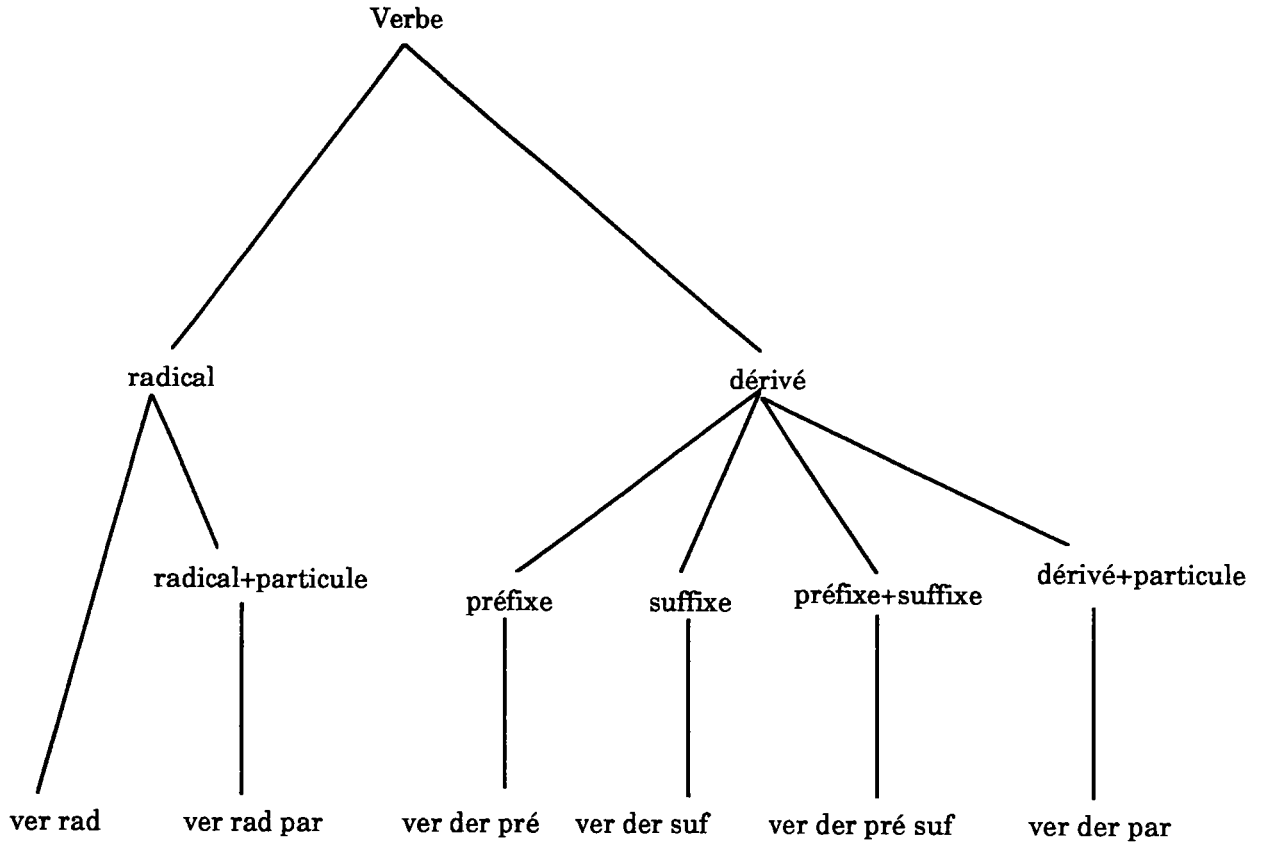 Verbe
radical
dérivé
radical+particule
préfixe
suffixe
préfixe+suffixe
dérivé+particule
ver rad
ver rad par
ver der pré
ver der suf
ver der pré suf
ver der par